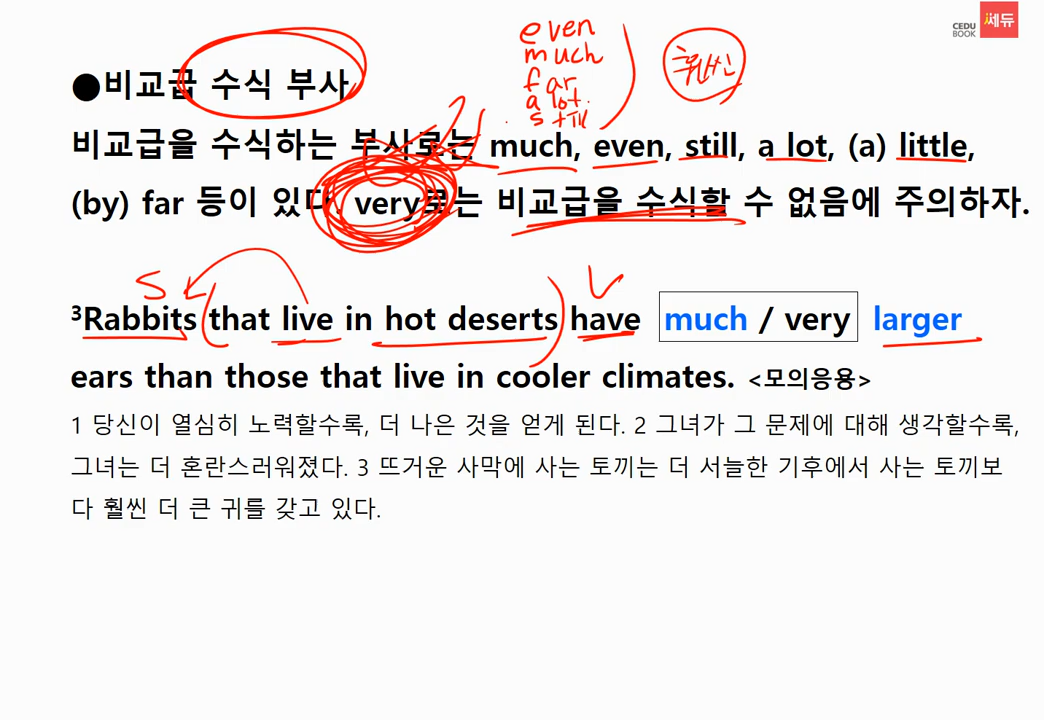 CEDU
BOOK
쎄듀
even
much
far
a lot.
still
훨씬
●비교급 수식 부사
비교급을 수식하는 부사로는 much, even, still, a lot, (a) little,
(by) far 등이 있다. very로는 비교급을 수식할 수 없음에 주의하자.
S
V
³Rabbits that live in hot deserts have much / very larger
ears than those that live in cooler climates. <모의응용>
1 당신이 열심히 노력할수록, 더 나은 것을 얻게 된다. 2 그녀가 그 문제에 대해 생각할수록,
그녀는 더 혼란스러워졌다. 3 뜨거운 사막에 사는 토끼는 더 서늘한 기후에서 사는 토끼보
다 훨씬 더 큰 귀를 갖고 있다.